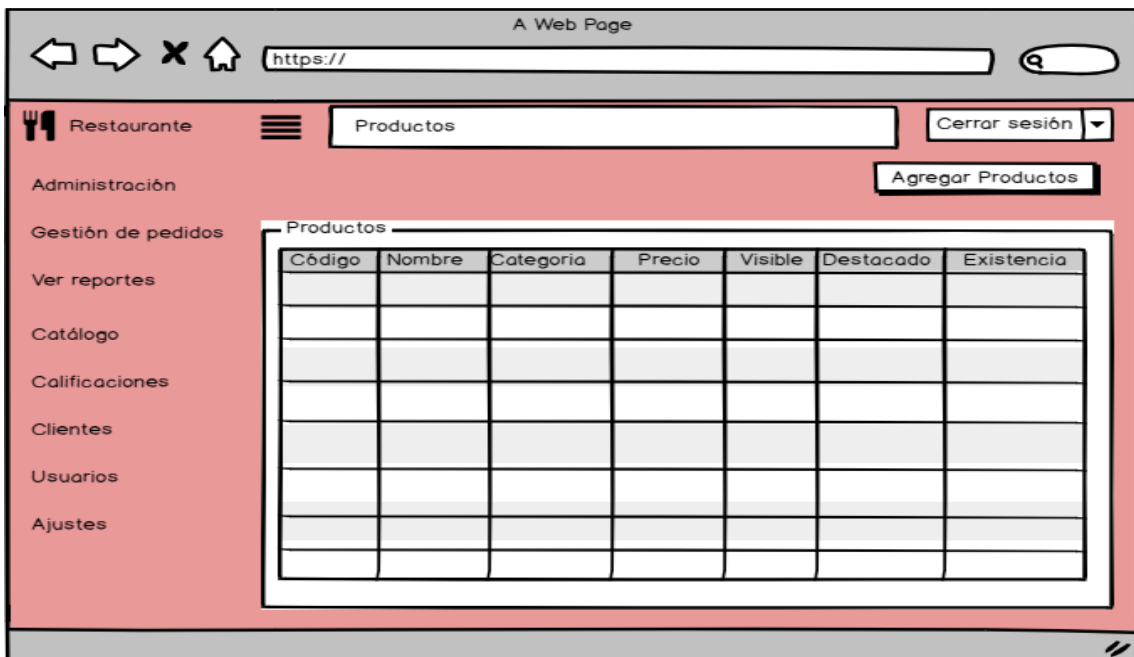 A Web Page
https://
Restaurante
Productos
Cerrar sesión
Agregar Productos
Administración
Gestión de pedidos
Ver reportes
Catálogo
Calificaciones
Clientes
Usuarios
Ajustes
Productos
Código Nombre Categoria Precio Visible Destacado Existencia